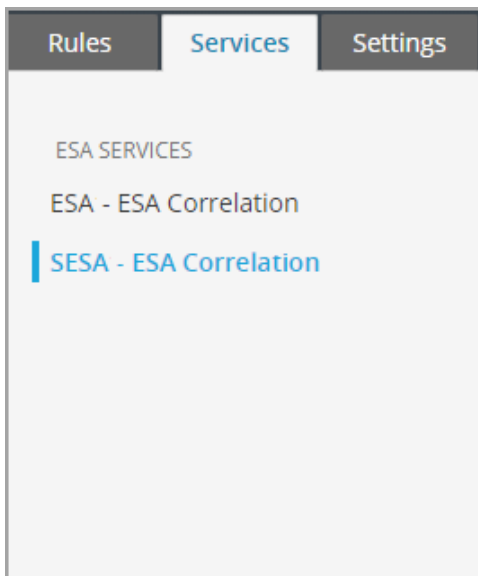 Rules Services Settings
ESA SERVICES
ESA - ESA Correlation
SESA - ESA Correlation